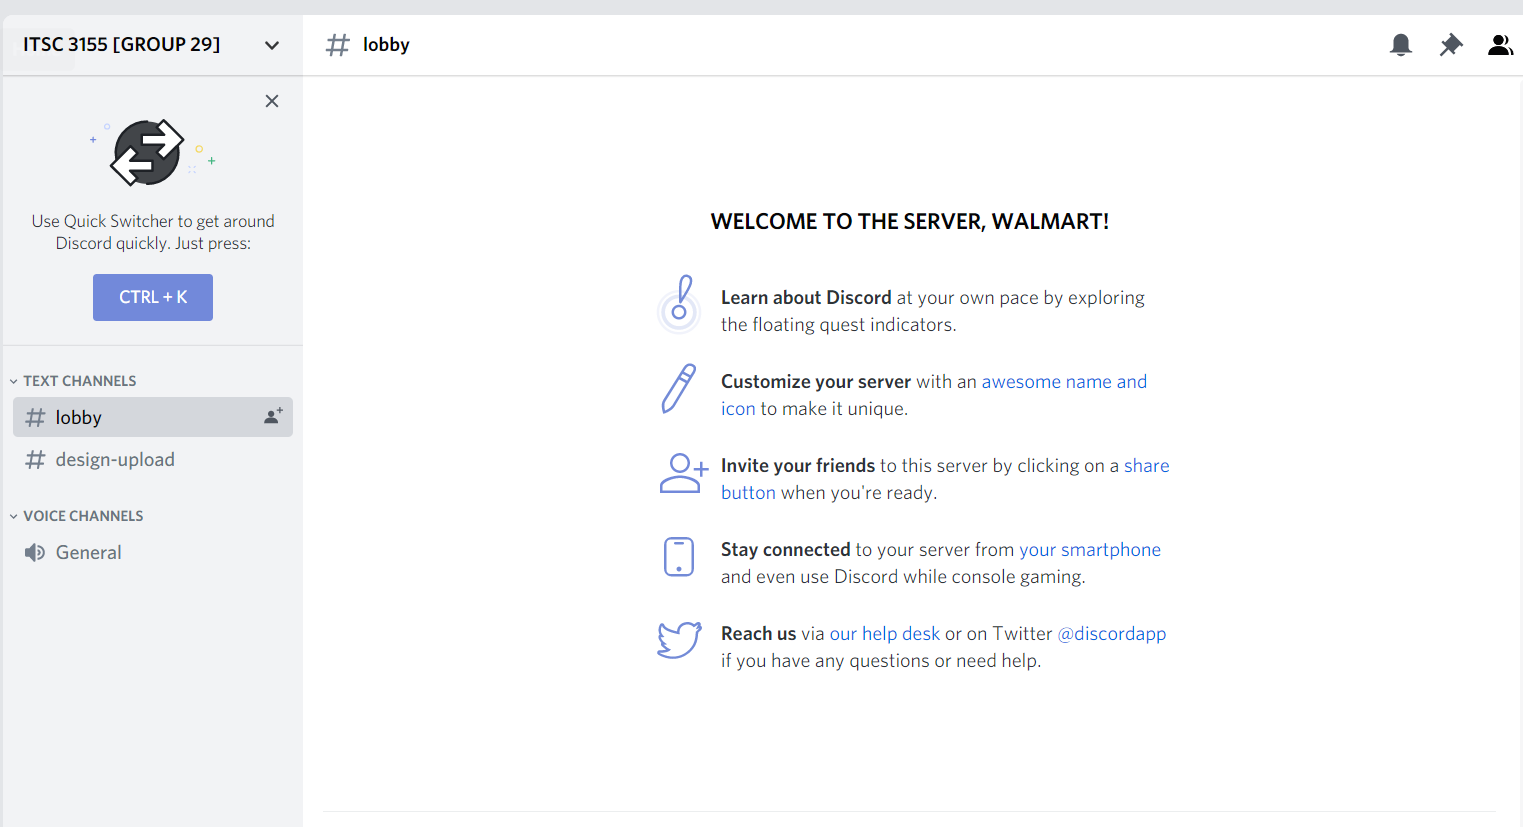 ITSC 3155 [GROUP 29]
lobby
Use Quick Switcher to get around
Discord quickly. Just press:
CTRL + K
TEXT CHANNELS
lobby
design-upload
VOICE CHANNELS
General
WELCOME TO THE SERVER, WALMART!
Learn about Discord at your own pace by exploring
the floating quest indicators.
Customize your server with an awesome name and
icon to make it unique.
Invite your friends to this server by clicking on a share
button when you're ready.
Stay connected to your server from your smartphone
and even use Discord while console gaming.
Reach us via our help desk or on Twitter @discordapp
if you have any questions or need help.